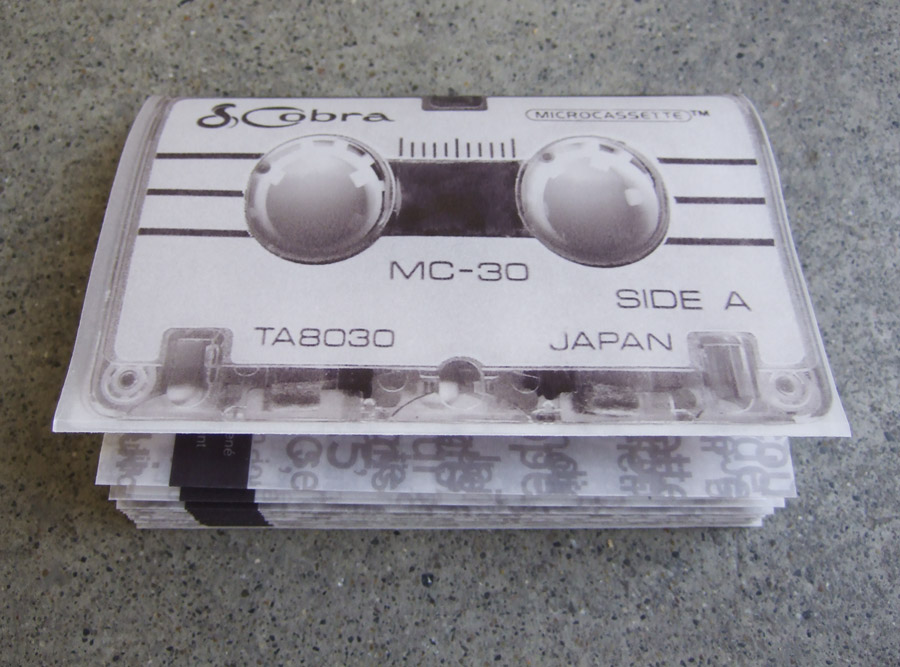 Cobra
MICROCASSETTE™
MC-30
SIDE A
TA8030
JAPAN